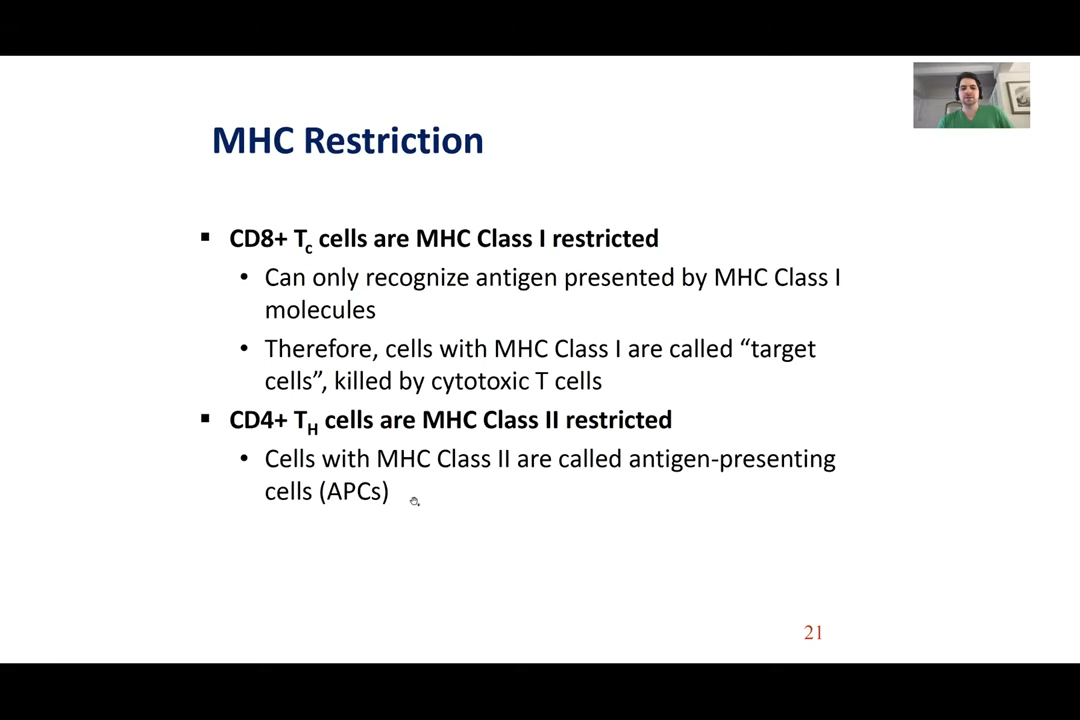 MHC Restriction
▪ CD8+ Tc cells are MHC Class I restricted
• Can only recognize antigen presented by MHC Class I
molecules
• Therefore, cells with MHC Class I are called “target
cells”, killed by cytotoxic T cells
▪ CD4+ TH cells are MHC Class II restricted
• Cells with MHC Class II are called antigen-presenting
cells (APCs)
21